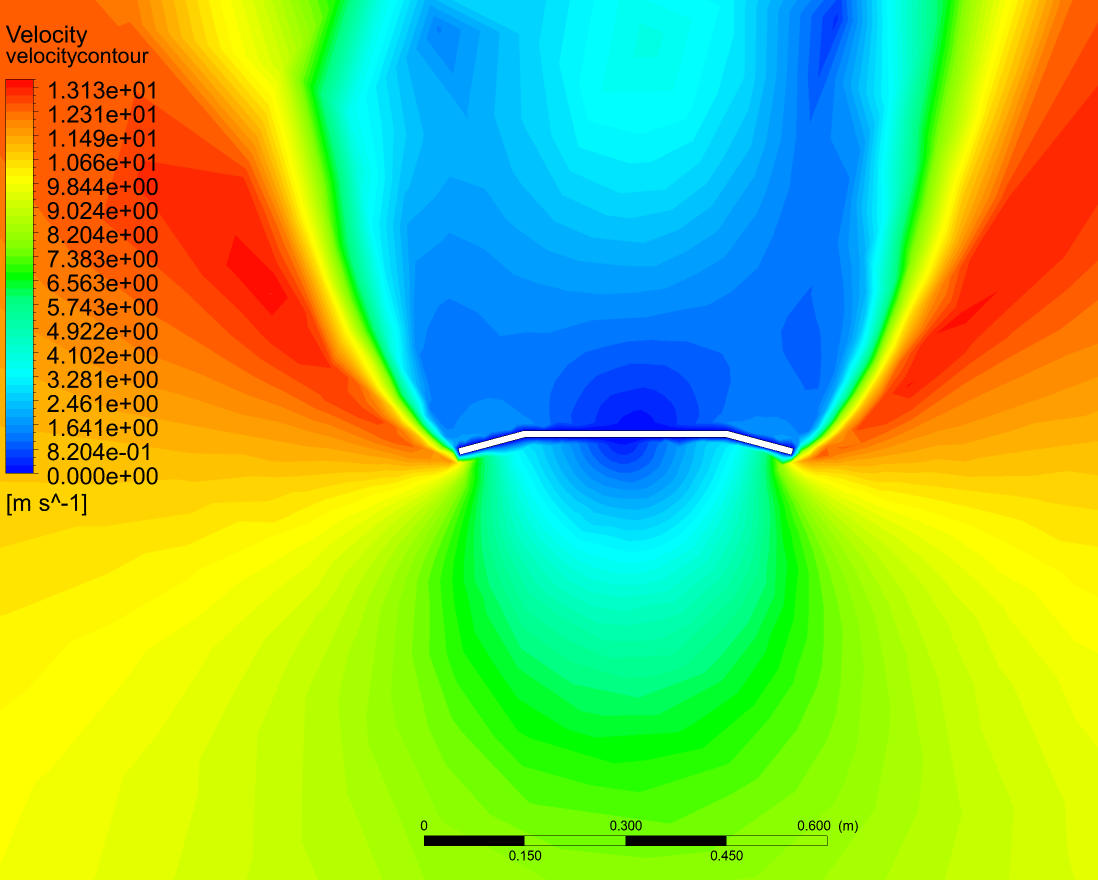 Velocity
velocitycontour
1.313e+01
1.231e+01
1.149e+01
1.066e+01
9.844e+00
9.024e+00
8.204e+00
7.383e+00
6.563e+00
5.743e+00
4.922e+00
4.102e+00
3.281e+00
2.461e+00
1.641e+00
8.204e-01
0.000e+00
[m s^-1]
0 0.300 0.600 (m)
0.150 0.450